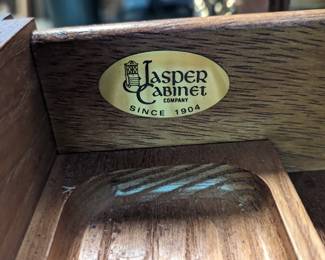 Jasper
Cabinet
COMPANY
SINCE 1904